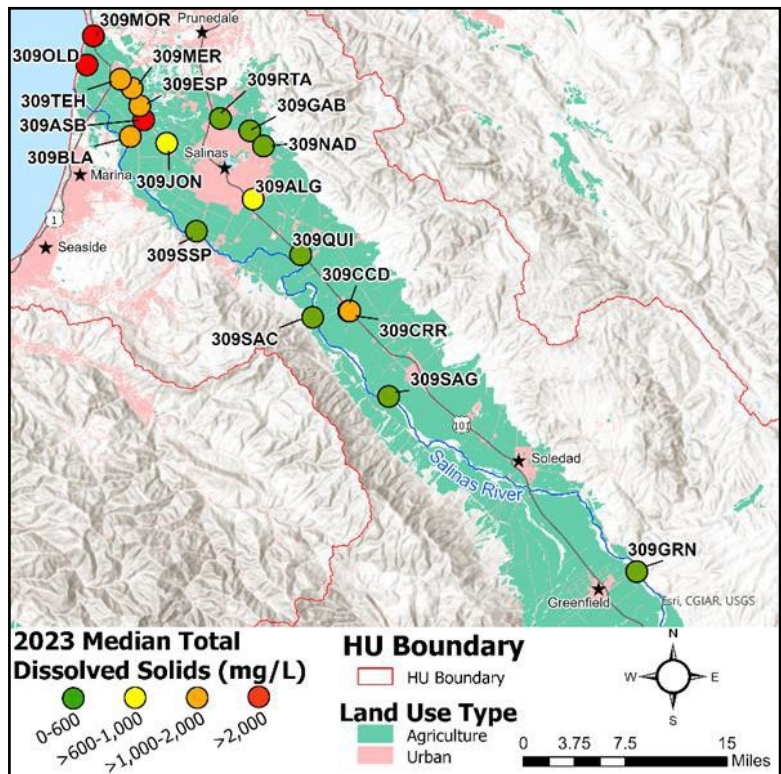 309MOR
Prunedale
309OLD
309MER
309RTA
309TEH
309ESP
309GAB
309ASB
309NAD
309BLA
Salinas
309JON
Marina
309ALG
1
Seaside
309SSP
309QUI
309CCD
309SAC
309CRR
309SAG
101
Soledad
Salinas River
309GRN
Greenfield
Esri, CGIAR, USGS
2023 Median Total
Dissolved Solids (mg/L)
0-600
>600-1,000
>1,000-2,000
>2,000
HU Boundary
HU Boundary
Land Use Type
Agriculture
Urban
N
W E
S
0 3.75 7.5 15
Miles